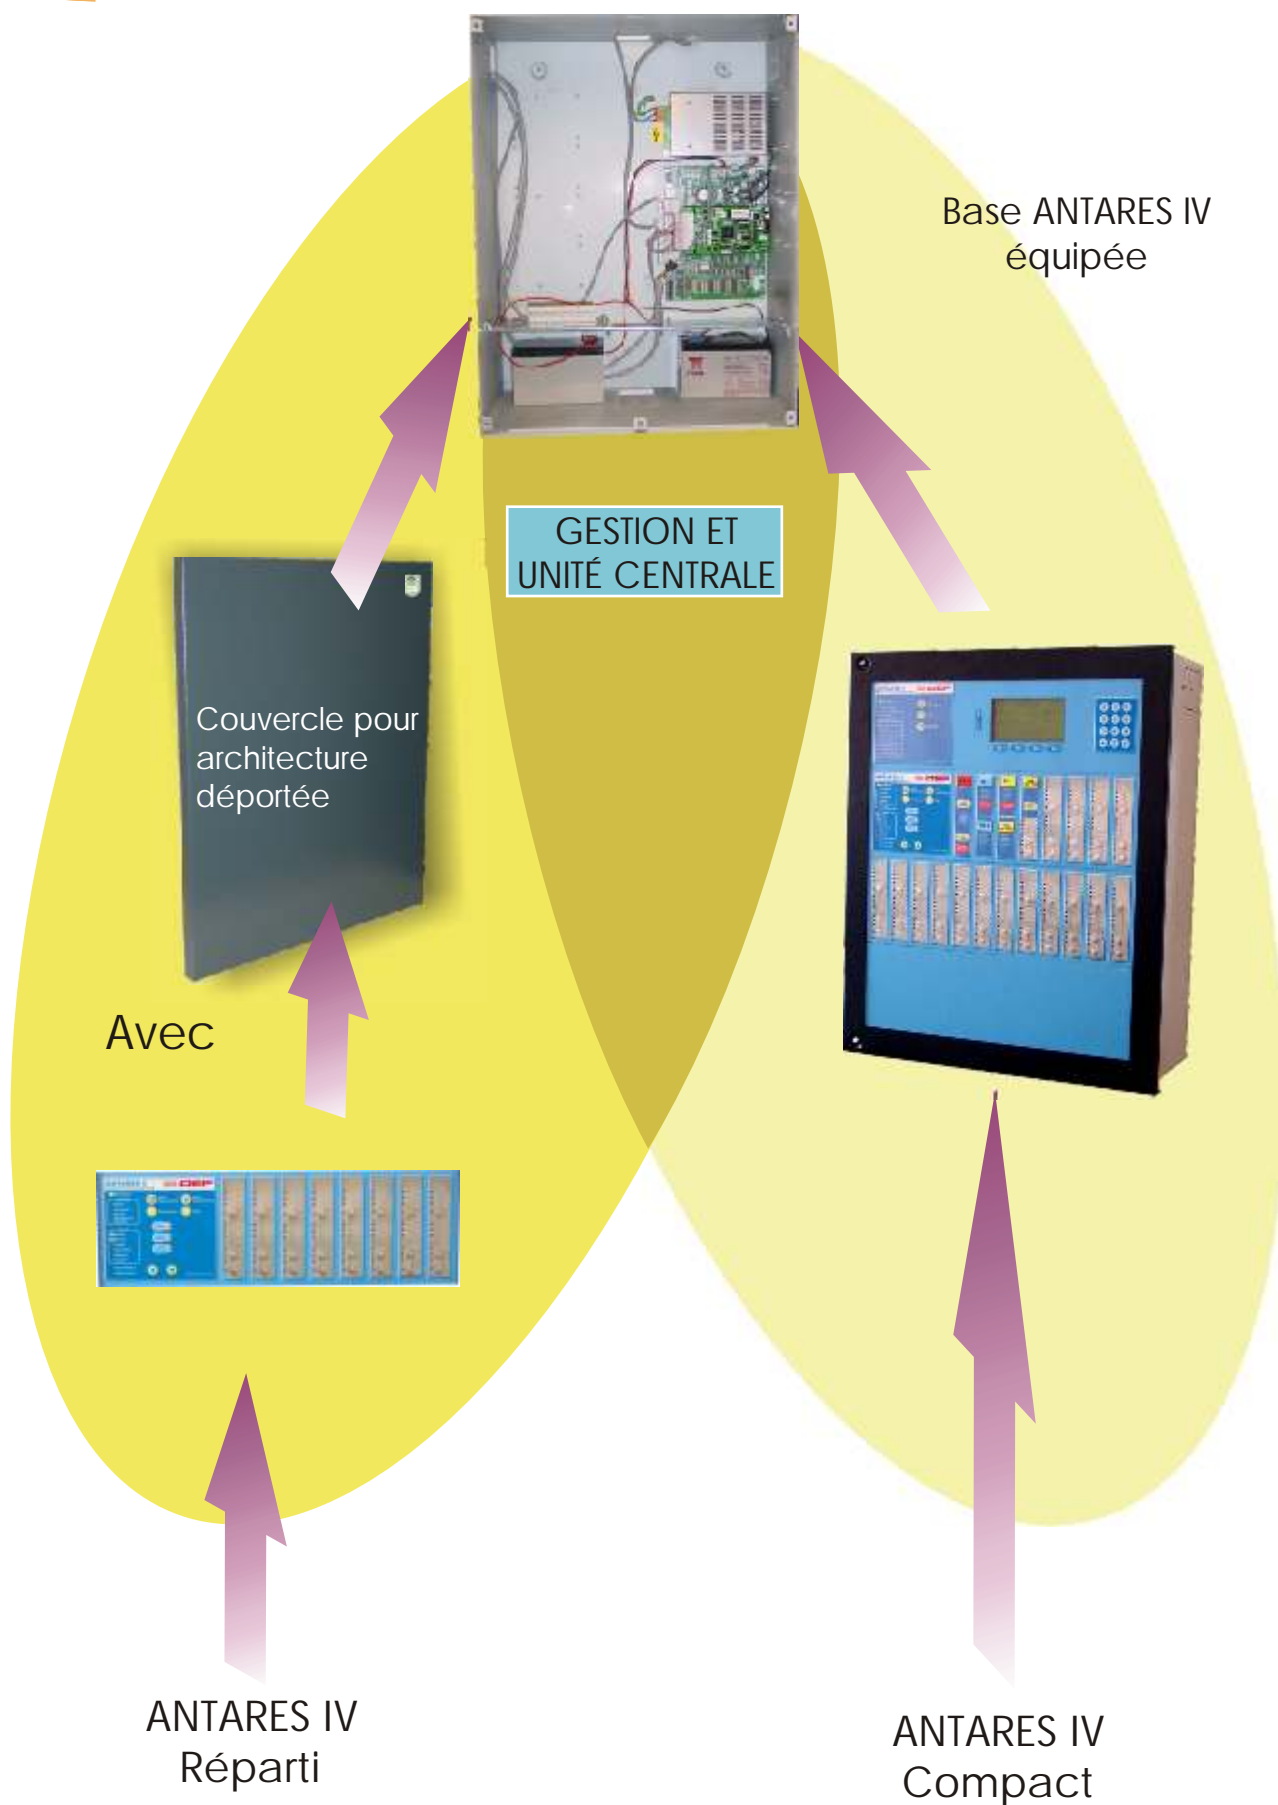 Base ANTARES IV
équipée
GESTION ET
UNITÉ CENTRALE
Couvercle pour
architecture
déportée
Avec
DEF
ANTARES IV
Réparti
ANTARES IV
Compact